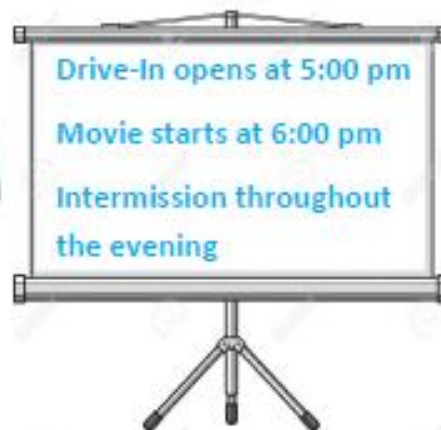 Drive-In opens at 5:00 pm
Movie starts at 6:00 pm
Intermission throughout
the evening